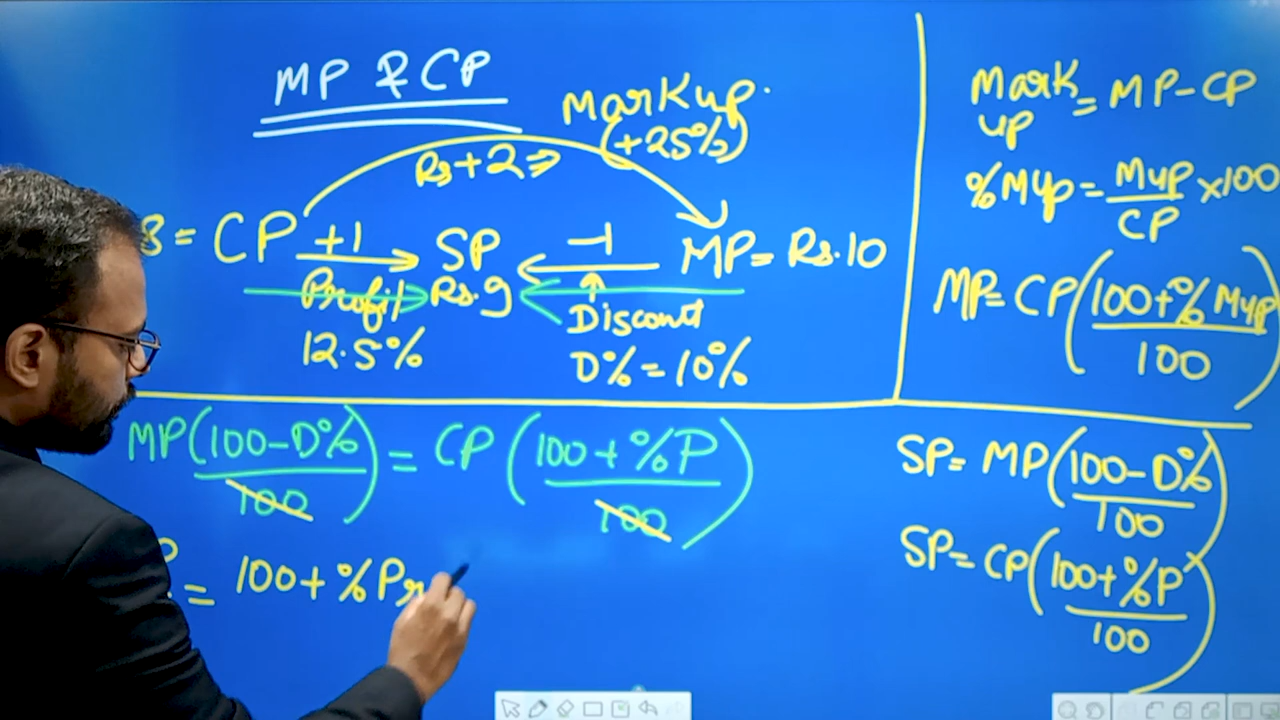 MP & CP
Markup
(+25%)
Rs +2 ⇒
8 = CP +1 SP -1 MP = Rs.10
Profit Rs.9 Discount
12.5% D% = 10%
Mark up = MP - CP
%Mup = Mup/CP × 100
MP = CP (100 + % Mup / 100)
MP (100 - D% / 100) = CP (100 + %P / 100)
= 100 + % Pr
SP = MP (100 - D% / 100)
SP = CP (100 + %P / 100)